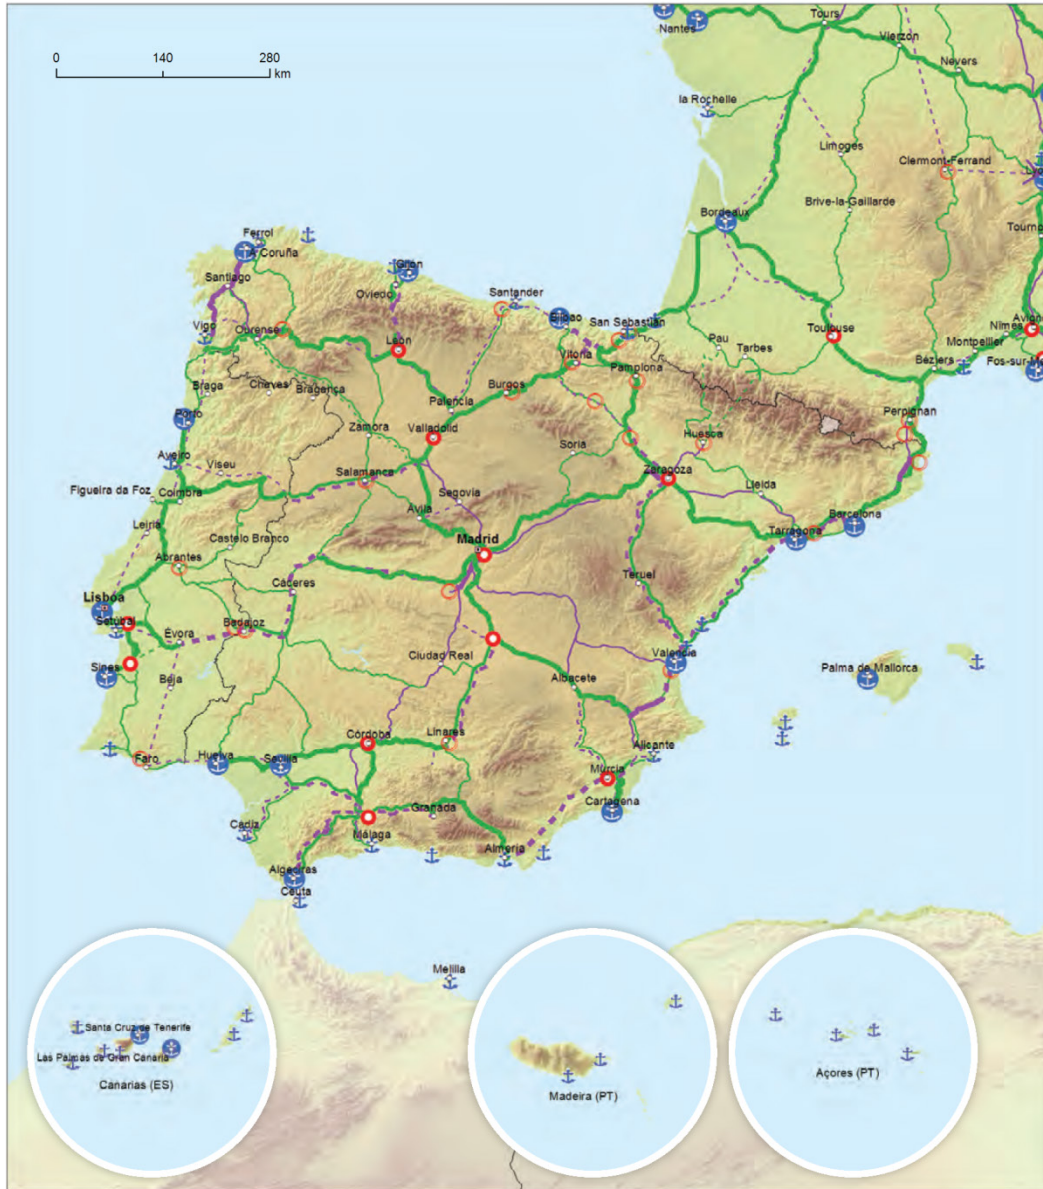 Nantes
Tours
Vierzon
Nevers
0 140 280
km
la Rochelle
Limoges
Clermont-Ferrand
Brive-la-Gaillarde
Bordeaux
Ferrol
A Coruña
Gijón
Santiago
Oviedo
Santander
Bilbao
San Sebastián
Vigo
Ourense
León
Vitoria
Pau
Tarbes
Toulouse
Nîmes
Montpellier
Béziers
Pamplona
Braga
Chaves
Bragença
Palencia
Burgos
Perpignan
Porto
Zamora
Valladolid
Soria
Huesca
Aveiro
Viseu
Salamanca
Segovia
Zaragoza
Lleida
Figueira da Foz
Coimbra
Ávila
Barcelona
Leiria
Madrid
Tarragona
Castelo Branco
Abrantes
Cáceres
Teruel
Lisboa
Setúbal
Évora
Badajoz
Ciudad Real
Valencia
Sines
Beja
Albacete
Palma de Mallorca
Córdoba
Linares
Alicante
Faro
Huelva
Sevilla
Murcia
Cartagena
Granada
Cádiz
Málaga
Almería
Algeciras
Ceuta
Melilla
Santa Cruz de Tenerife
Las Palmas de Gran Canaria
Canarias (ES)
Madeira (PT)
Açores (PT)